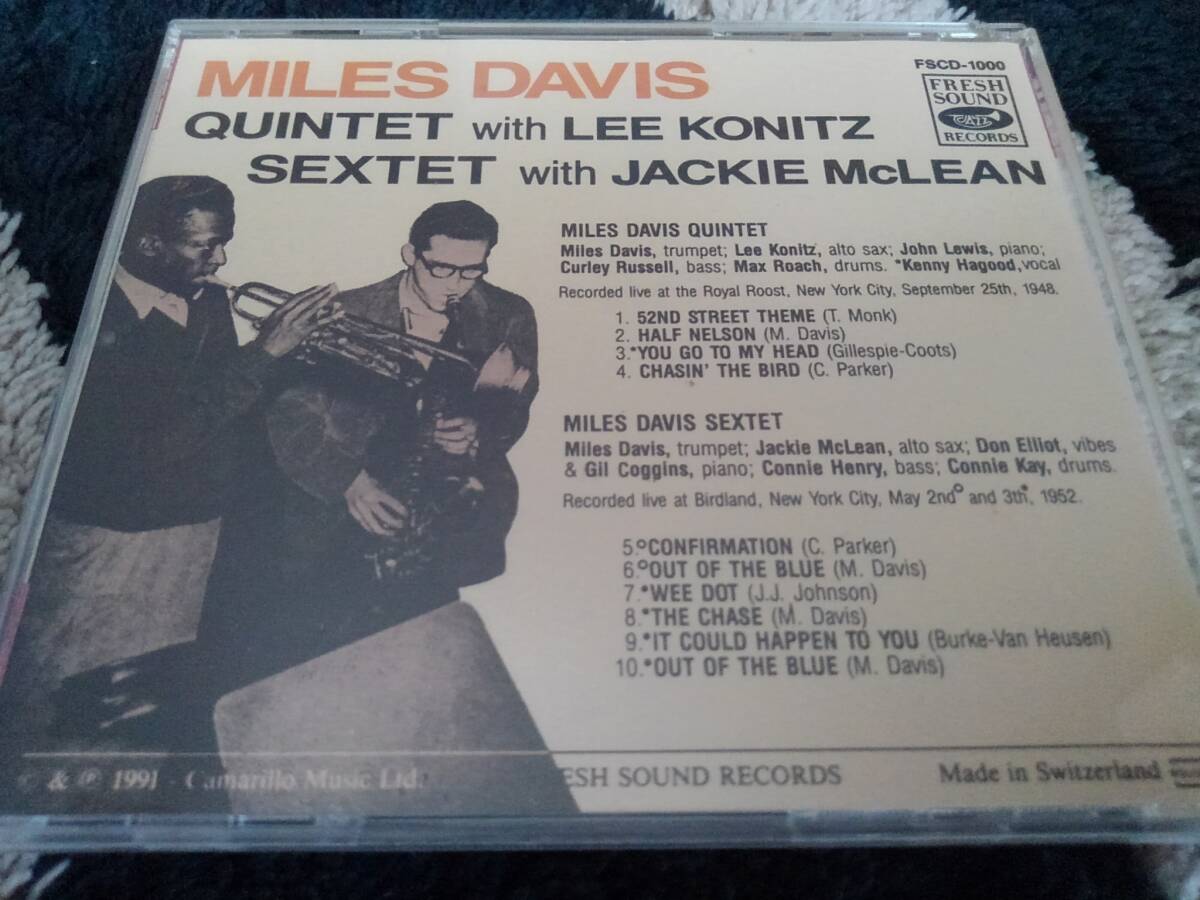 MILES DAVIS
QUINTET with LEE KONITZ
SEXTET with JACKIE McLEAN
FSCD-1000
FRESH
SOUND
JAZZ
RECORDS
MILES DAVIS QUINTET
Miles Davis, trumpet; Lee Konitz, alto sax; John Lewis, piano;
Curley Russell, bass; Max Roach, drums. *Kenny Hagood, vocal
Recorded live at the Royal Roost, New York City, September 25th, 1948.
1. 52ND STREET THEME (T. Monk)
2. HALF NELSON (M. Davis)
3.*YOU GO TO MY HEAD (Gillespie-Coots)
4. CHASIN' THE BIRD (C. Parker)
MILES DAVIS SEXTET
Miles Davis, trumpet; Jackie McLean, alto sax; Don Elliot, vibes
& Gil Coggins, piano; Connie Henry, bass; Connie Kay, drums.
Recorded live at Birdland, New York City, May 2nd° and 3th*, 1952.
5.°CONFIRMATION (C. Parker)
6.°OUT OF THE BLUE (M. Davis)
7.*WEE DOT (J.J. Johnson)
8.*THE CHASE (M. Davis)
9.*IT COULD HAPPEN TO YOU (Burke-Van Heusen)
10.*OUT OF THE BLUE (M. Davis)
© & ℗ 1991 - Camarillo Music Ltd. ESH SOUND RECORDS Made in Switzerland